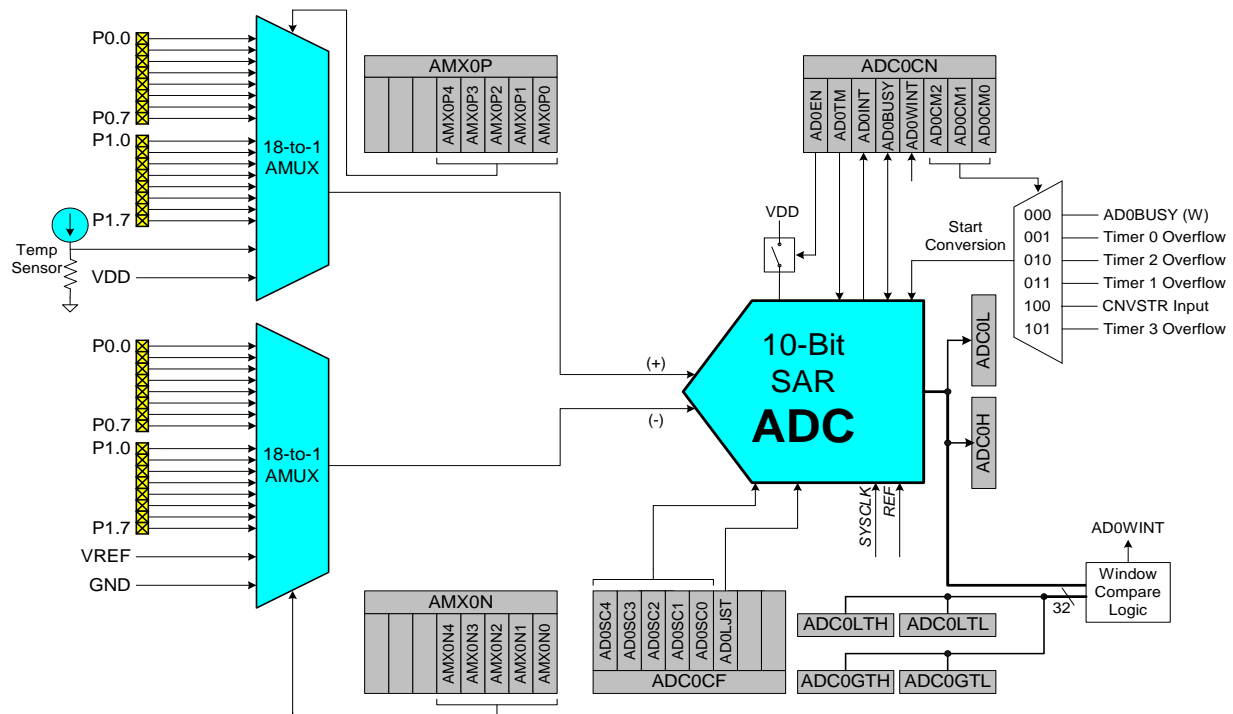 P0.0
P0.7
P1.0
P1.7
18-to-1
AMUX
Temp
Sensor
VDD
AMX0P
AMX0P4
AMX0P3
AMX0P2
AMX0P1
AMX0P0
ADC0CN
AD0EN
AD0TM
AD0INT
AD0BUSY
AD0WINT
AD0CM2
AD0CM1
AD0CM0
VDD
Start
Conversion
000
AD0BUSY (W)
001
Timer 0 Overflow
010
Timer 2 Overflow
011
Timer 1 Overflow
100
CNVSTR Input
101
Timer 3 Overflow
P0.0
P0.7
P1.0
P1.7
18-to-1
AMUX
VREF
GND
(+)
(-)
10-Bit
SAR
ADC
ADC0L
ADC0H
SYSCLK
REF
AMX0N
AMX0N4
AMX0N3
AMX0N2
AMX0N1
AMX0N0
AD0SC4
AD0SC3
AD0SC2
AD0SC1
AD0SC0
AD0LJST
ADC0CF
AD0WINT
Window
Compare
Logic
32
ADC0LTH
ADC0LTL
ADC0GTH
ADC0GTL